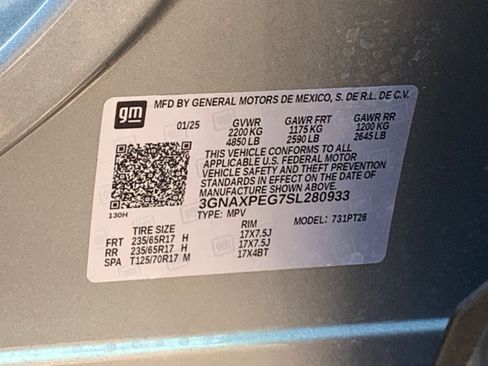 gm
MFD BY GENERAL MOTORS DE MEXICO, S. DE R.L. DE C.V.
01/25 GVWR GAWR FRT GAWR RR
2200 KG 1175 KG 1200 KG
4850 LB 2590 LB 2645 LB
THIS VEHICLE CONFORMS TO ALL
APPLICABLE U.S. FEDERAL MOTOR
VEHICLE SAFETY AND THEFT PREVENTION
STANDARDS IN EFFECT ON THE DATE OF
MANUFACTURE SHOWN ABOVE.
3GNAXPEG7SL280933
130H TYPE: MPV MODEL: 731PT26
TIRE SIZE RIM
FRT 235/65R17 H 17X7.5J
RR 235/65R17 H 17X7.5J
SPA T125/70R17 M 17X4BT